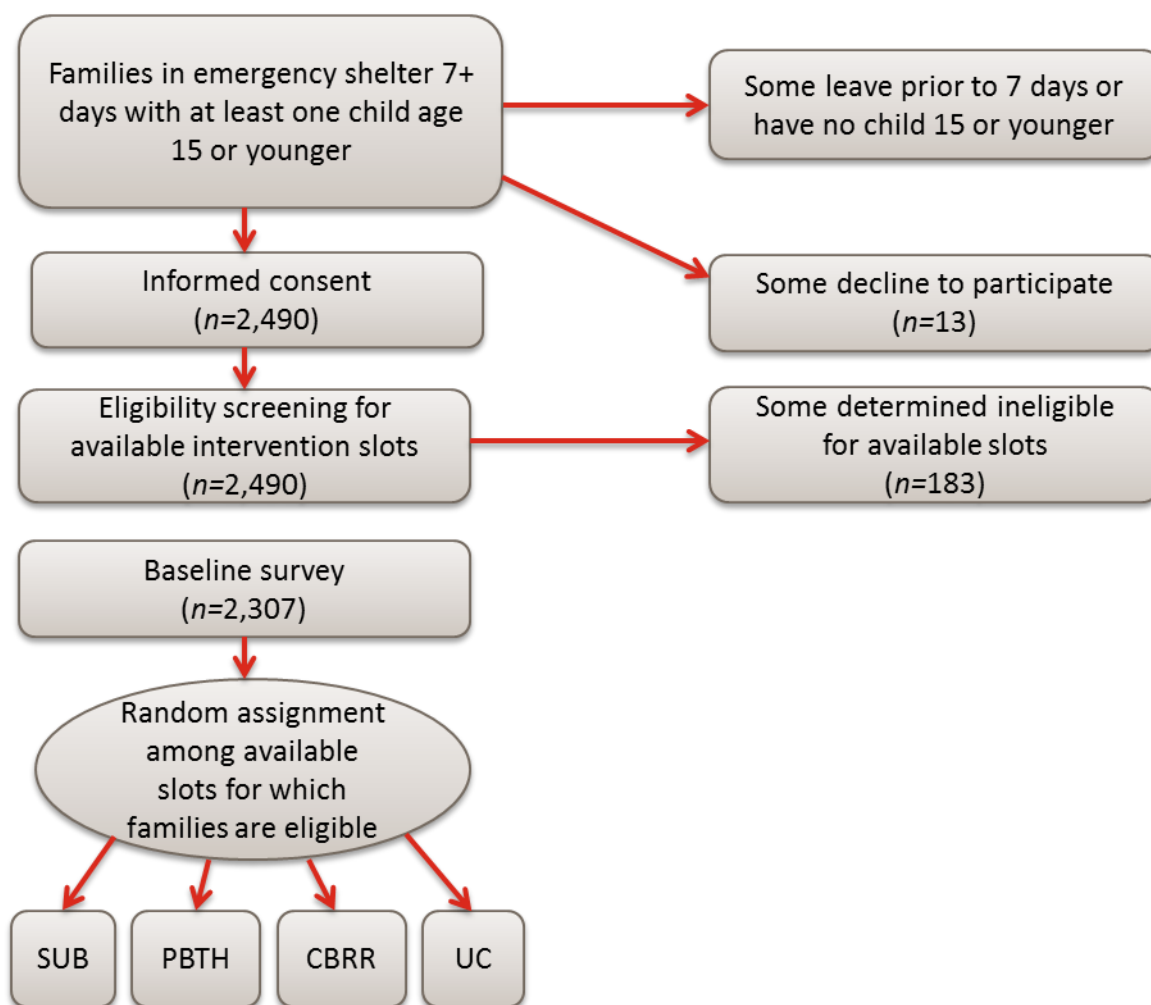 Families in emergency shelter 7+
days with at least one child age
15 or younger
Some leave prior to 7 days or
have no child 15 or younger
Informed consent
(n=2,490)
Some decline to participate
(n=13)
Eligibility screening for
available intervention slots
(n=2,490)
Some determined ineligible
for available slots
(n=183)
Baseline survey
(n=2,307)
Random assignment
among available
slots for which
families are eligible
SUB
PBTH
CBRR
UC